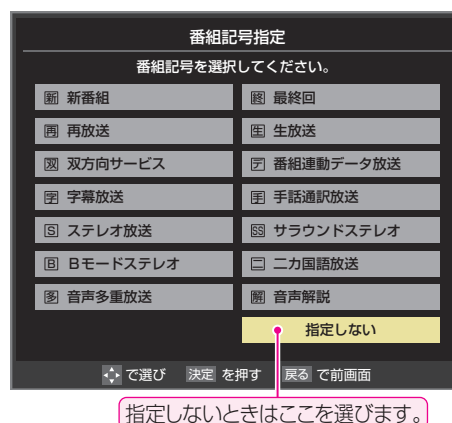 番組記号指定
番組記号を選択してください。
新 新番組
終 最終回
再 再放送
生 生放送
双 双方向サービス
デ 番組連動データ放送
字 字幕放送
手 手話通訳放送
S ステレオ放送
SS サラウンドステレオ
B Bモードステレオ
二 二カ国語放送
多 音声多重放送
解 音声解説
指定しない
で選び 決定 を押す 戻る で前画面
指定しないときはここを選びます。